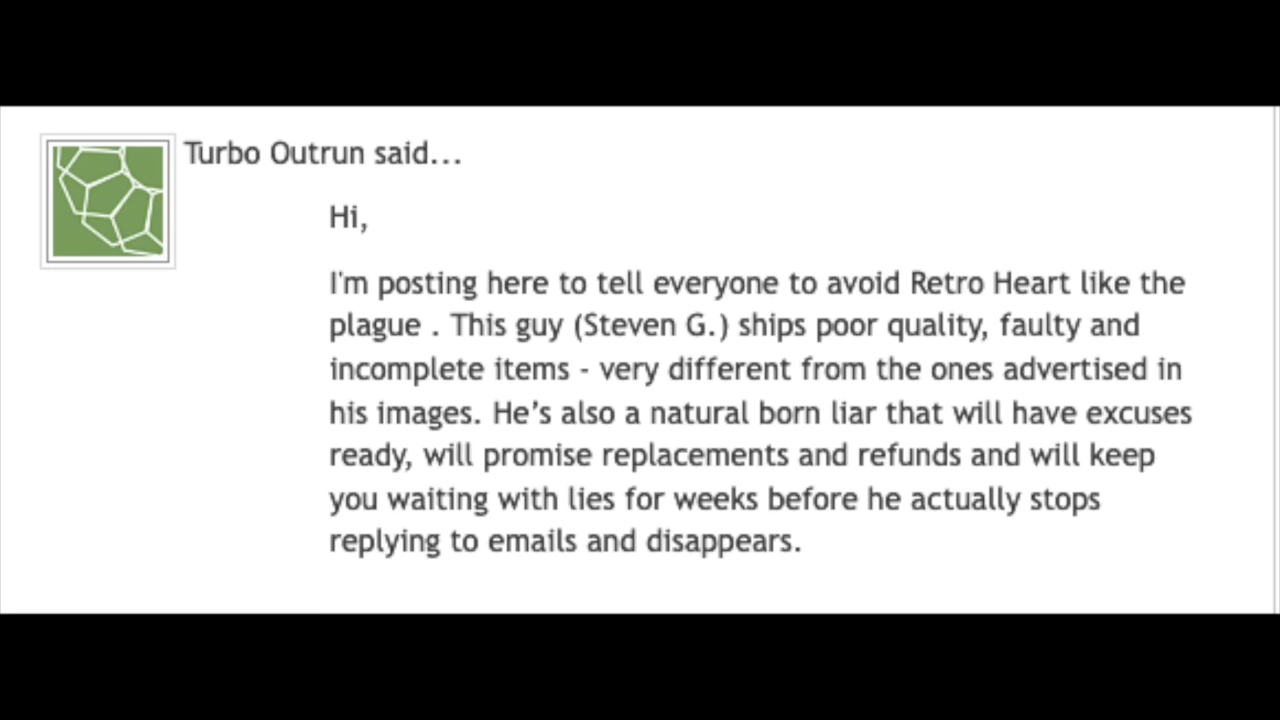 Turbo Outrun said...
Hi,
I'm posting here to tell everyone to avoid Retro Heart like the
plague . This guy (Steven G.) ships poor quality, faulty and
incomplete items - very different from the ones advertised in
his images. He’s also a natural born liar that will have excuses
ready, will promise replacements and refunds and will keep
you waiting with lies for weeks before he actually stops
replying to emails and disappears.